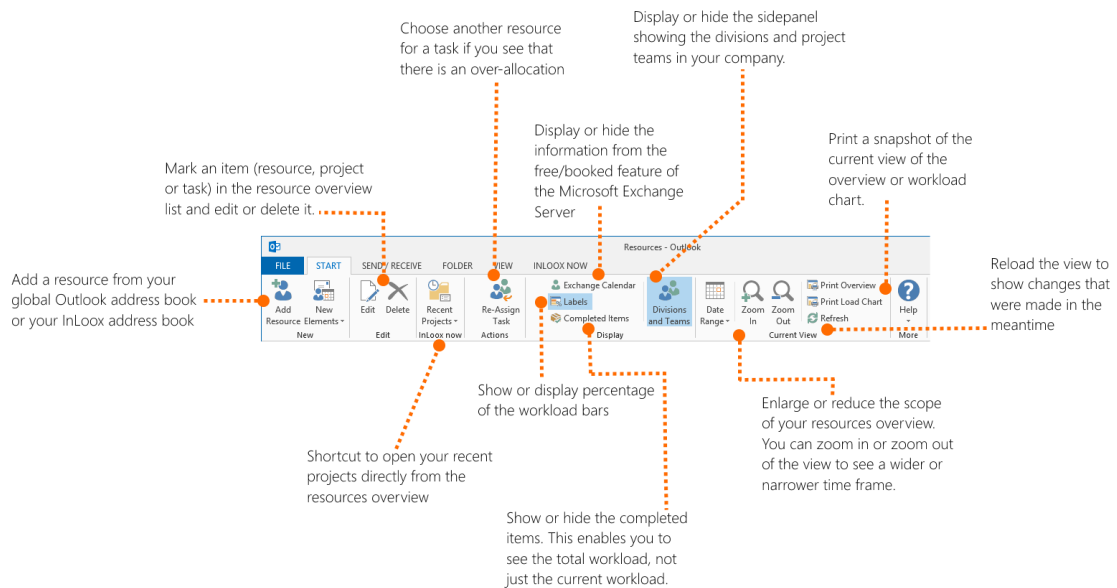 Choose another resource
for a task if you see that
there is an over-allocation
Display or hide the sidepanel
showing the divisions and project
teams in your company.
Display or hide the
information from the
free/booked feature of
the Microsoft Exchange
Server
Print a snapshot of the
current view of the
overview or workload
chart.
Mark an item (resource, project
or task) in the resource overview
list and edit or delete it.
Add a resource from your
global Outlook address book
or your InLoox address book
Reload the view to
show changes that
were made in the
meantime
Resources - Outlook
FILE START SEND / RECEIVE FOLDER VIEW INLOOX NOW
Add
Resource
New
Elements
New
Edit
Delete
Edit
Recent
Projects
InLoox now
Re-Assign
Task
Actions
Exchange Calendar
Labels
Completed Items
Divisions
and Teams
Display
Date
Range
Zoom
In
Zoom
Out
Print Overview
Print Load Chart
Refresh
Current View
Help
More
Show or display percentage
of the workload bars
Enlarge or reduce the scope
of your resources overview.
You can zoom in or zoom out
of the view to see a wider or
narrower time frame.
Shortcut to open your recent
projects directly from the
resources overview
Show or hide the completed
items. This enables you to
see the total workload, not
just the current workload.